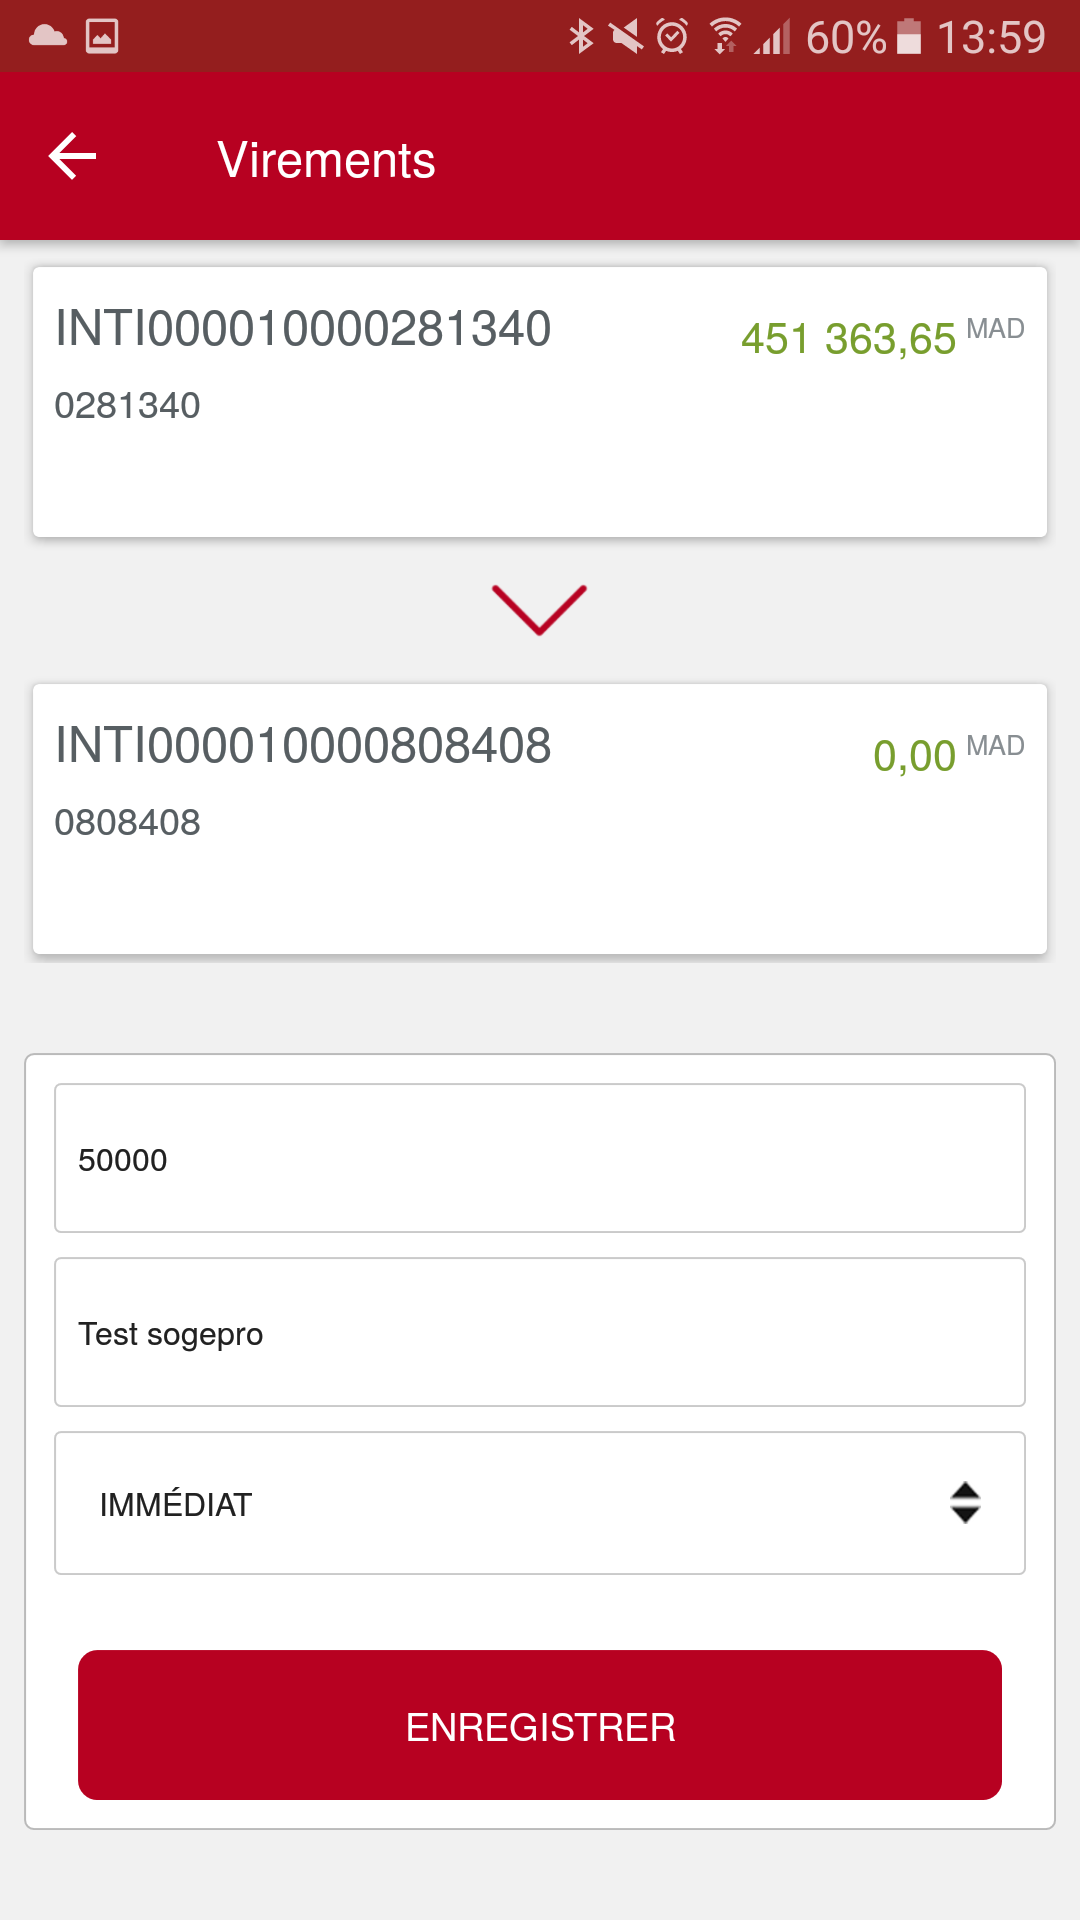 60% 13:59
Virements
INTI000010000281340 451 363,65 MAD
0281340
INTI000010000808408 0,00 MAD
0808408
50000
Test sogepro
IMMÉDIAT
ENREGISTRER